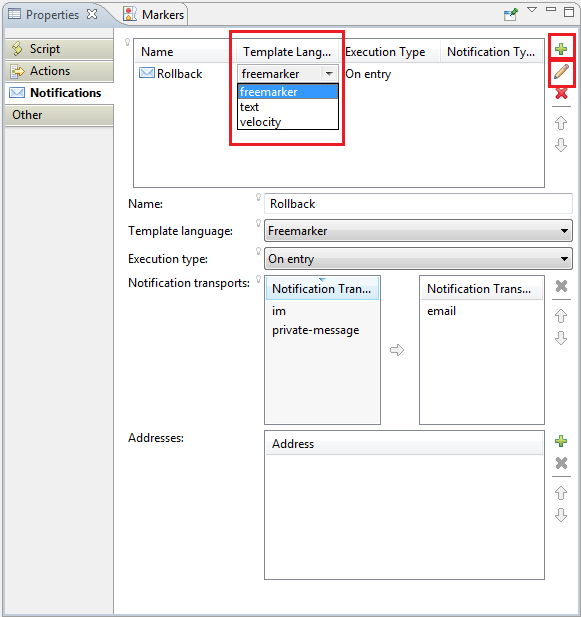 Properties Markers
Script
Actions
Notifications
Other
Name Template Lang... Execution Type Notification Ty...
Rollback freemarker On entry
freemarker
text
velocity
Name: Rollback
Template language: Freemarker
Execution type: On entry
Notification transports: Notification Tran... Notification Trans...
im email
private-message
Addresses: Address